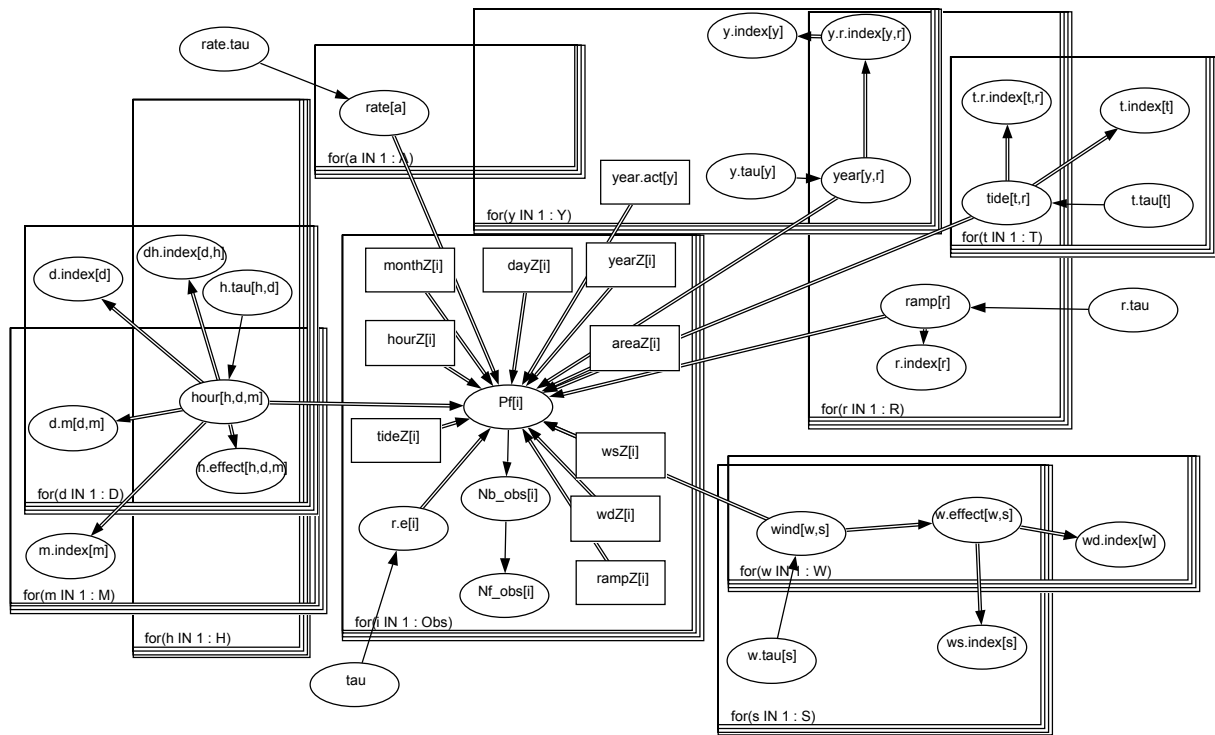 rate.tau
y.index[y]
y.r.index[y,r]
rate[a]
t.r.index[t,r]
t.index[t]
for(a IN 1 : A)
year.act[y]
y.tau[y]
year[y,r]
tide[t,r]
t.tau[t]
for(y IN 1 : Y)
for(t IN 1 : T)
d.index[d]
dh.index[d,h]
h.tau[h,d]
monthZ[i]
dayZ[i]
yearZ[i]
ramp[r]
r.tau
hourZ[i]
areaZ[i]
r.index[r]
hour[h,d,m]
Pf[i]
for(r IN 1 : R)
d.m[d,m]
tideZ[i]
wsZ[i]
h.effect[h,d,m]
for(d IN 1 : D)
Nb_obs[i]
wdZ[i]
r.e[i]
wind[w,s]
w.effect[w,s]
wd.index[w]
m.index[m]
rampZ[i]
for(w IN 1 : W)
for(m IN 1 : M)
Nf_obs[i]
for(i IN 1 : Obs)
for(h IN 1 : H)
w.tau[s]
ws.index[s]
tau
for(s IN 1 : S)